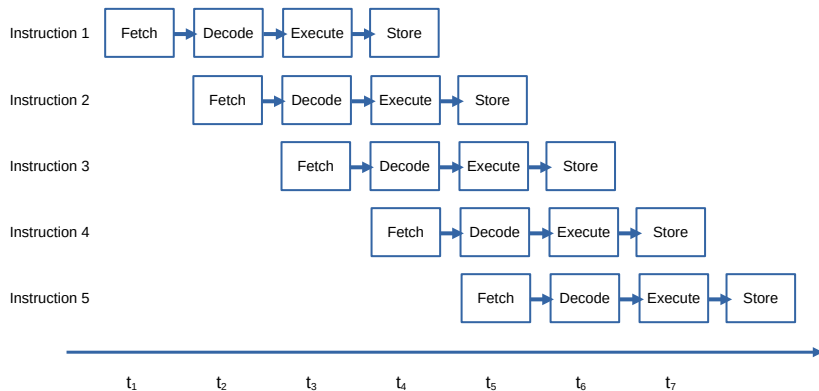 Instruction 1 Fetch Decode Execute Store
Instruction 2 Fetch Decode Execute Store
Instruction 3 Fetch Decode Execute Store
Instruction 4 Fetch Decode Execute Store
Instruction 5 Fetch Decode Execute Store
t₁ t₂ t₃ t₄ t₅ t₆ t₇